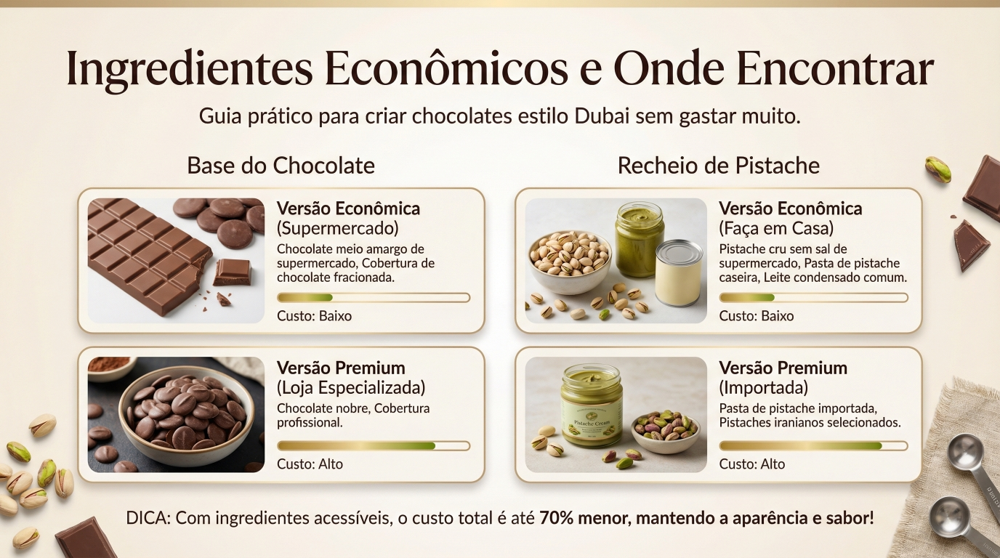 Ingredientes Econômicos e Onde Encontrar
Guia prático para criar chocolates estilo Dubai sem gastar muito.
Base do Chocolate
Versão Econômica
(Supermercado)
Chocolate meio amargo de
supermercado, Cobertura de
chocolate fracionada.
Custo: Baixo
Versão Premium
(Loja Especializada)
Chocolate nobre, Cobertura
profissional.
Custo: Alto
Recheio de Pistache
Versão Econômica
(Faça em Casa)
Pistache cru sem sal de
supermercado, Pasta de pistache
caseira, Leite condensado comum.
Custo: Baixo
Versão Premium
(Importada)
Pasta de pistache importada,
Pistaches iranianos selecionados.
Custo: Alto
Pistache Cream
DICA: Com ingredientes acessíveis, o custo total é até 70% menor, mantendo a aparência e sabor!